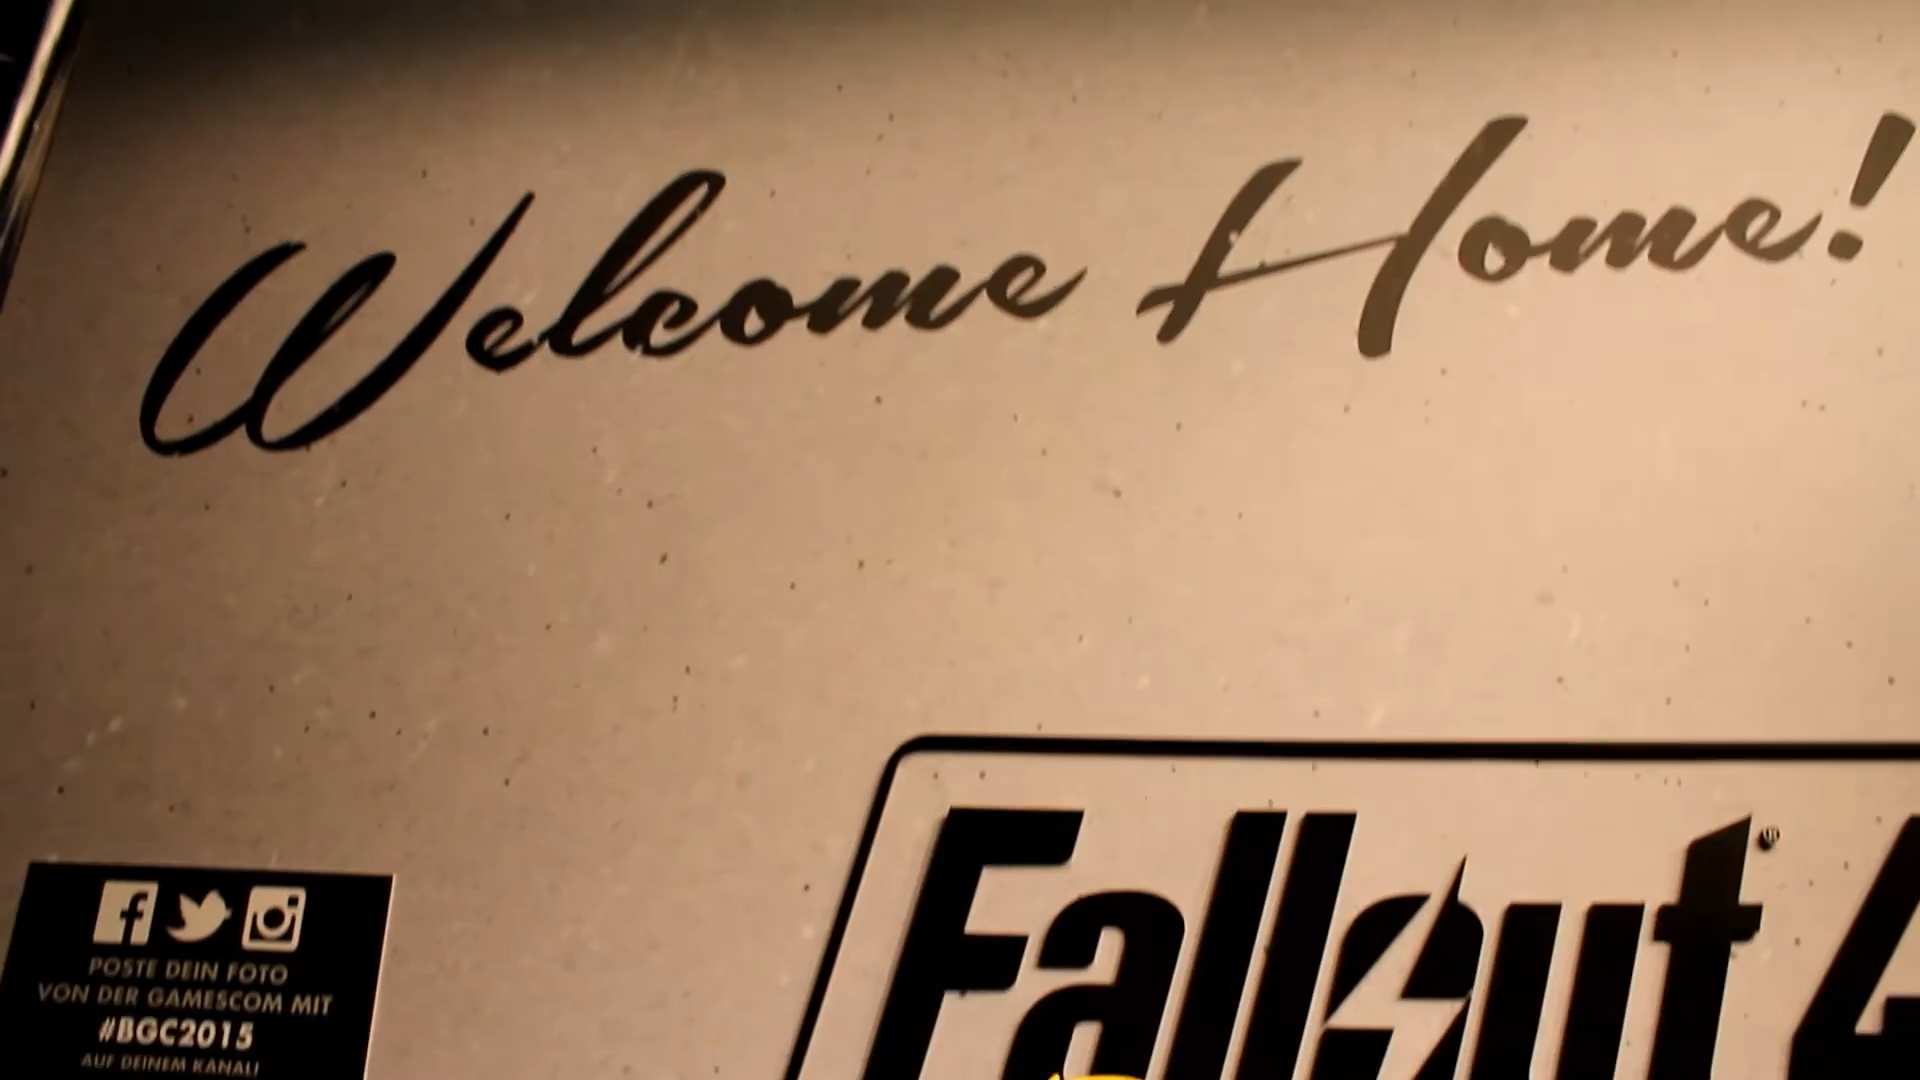 Welcome Home!
Fallout 4
POSTE DEIN FOTO
VON DER GAMESCOM MIT
#BGC2015
AUF DEINEM KANAL!